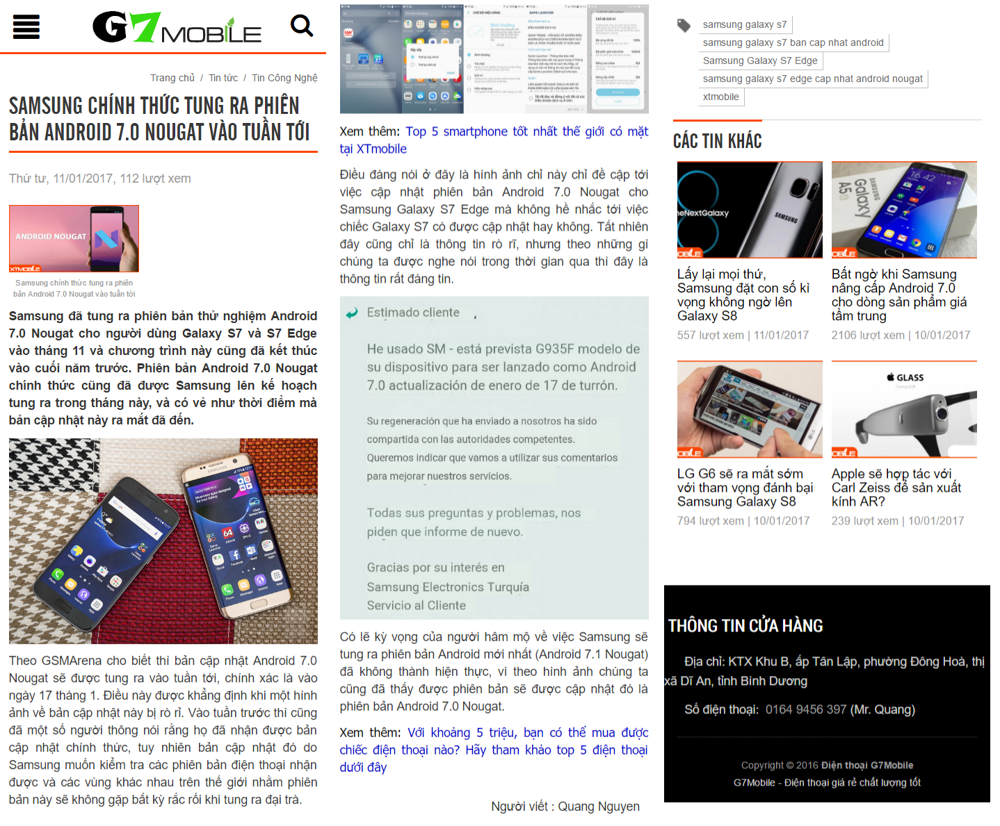 G7 MOBILE
Trang chủ / Tin tức / Tin Công Nghệ
SAMSUNG CHÍNH THỨC TUNG RA PHIÊN
BẢN ANDROID 7.0 NOUGAT VÀO TUẦN TỚI
Thứ tư, 11/01/2017, 112 lượt xem
ANDROID NOUGAT
XTMOBILE
Samsung chính thức tung ra phiên
bản Android 7.0 Nougat vào tuần tới
Samsung đã tung ra phiên bản thử nghiệm Android
7.0 Nougat cho người dùng Galaxy S7 và S7 Edge
vào tháng 11 và chương trình này cũng đã kết thúc
vào cuối năm trước. Phiên bản Android 7.0 Nougat
chính thức cũng đã được Samsung lên kế hoạch
tung ra trong tháng này, và có vẻ như thời điểm mà
bản cập nhật này ra mắt đã đến.
Theo GSMArena cho biết thì bản cập nhật Android 7.0
Nougat sẽ được tung ra vào tuần tới, chính xác là vào
ngày 17 tháng 1. Điều này được khẳng định khi một hình
ảnh về bản cập nhật này bị rò rỉ. Vào tuần trước thì cũng
đã một số người thông nói rằng họ đã nhận được bản
cập nhật chính thức, tuy nhiên bản cập nhật đó do
Samsung muốn kiểm tra các phiên bản điện thoại nhận
được và các vùng khác nhau trên thế giới nhằm phiên
bản này sẽ không gặp bất kỳ rắc rối khi tung ra đại trà.
CHẾ ĐỘ HIỆU NĂNG
GAME LAUNCHER
Xem thêm: Top 5 smartphone tốt nhất thế giới có mặt
tại XTmobile
Điều đáng nói ở đây là hình ảnh chỉ này chỉ đề cập tới
việc cập nhật phiên bản Android 7.0 Nougat cho
Samsung Galaxy S7 Edge mà không hề nhắc tới việc
chiếc Galaxy S7 có được cập nhật hay không. Tất nhiên
đây cũng chỉ là thông tin rò rĩ, nhưng theo những gì
chúng ta được nghe nói trong thời gian qua thì đây là
thông tin rất đáng tin.
Estimado cliente
He usado SM - está prevista G935F modelo de
su dispositivo para ser lanzado como Android
7.0 actualización de enero de 17 de turrón.
Su regeneración que ha enviado a nosotros ha sido
compartida con las autoridades competentes.
Queremos indicar que vamos a utilizar sus comentarios
para mejorar nuestros servicios.
Todas sus preguntas y problemas, nos
piden que informe de nuevo.
Gracias por su interés en
Samsung Electronics Turquía
Servicio al Cliente
Có lẽ kỳ vọng của người hâm mộ về việc Samsung sẽ
tung ra phiên bản Android mới nhất (Android 7.1 Nougat)
đã không thành hiện thực, vì theo hình ảnh chúng ta
cũng đã thấy được phiên bản sẽ được cập nhật đó là
phiên bản Android 7.0 Nougat.
Xem thêm: Với khoảng 5 triệu, bạn có thể mua được
chiếc điện thoại nào? Hãy tham khảo top 5 điện thoại
dưới đây
Người viết : Quang Nguyen
samsung galaxy s7
samsung galaxy s7 ban cap nhat android
Samsung Galaxy S7 Edge
samsung galaxy s7 edge cap nhat android nougat
xtmobile
CÁC TIN KHÁC
eNextGalaxy
SAMSUNG
OBILE
Lấy lại mọi thứ,
Samsung đặt con số kì
vọng không ngờ lên
Galaxy S8
557 lượt xem | 11/01/2017
SAMSUNG
Galaxy
A5
16:42
OBILE
Bất ngờ khi Samsung
nâng cấp Android 7.0
cho dòng sản phẩm giá
tầm trung
2106 lượt xem | 10/01/2017
LG
OBILE
LG G6 sẽ ra mắt sớm
với tham vọng đánh bại
Samsung Galaxy S8
794 lượt xem | 10/01/2017
GLASS
OBILE
Apple sẽ hợp tác với
Carl Zeiss để sản xuất
kính AR?
239 lượt xem | 10/01/2017
THÔNG TIN CỬA HÀNG
Địa chỉ: KTX Khu B, ấp Tân Lập, phường Đông Hoà, thị
xã Dĩ An, tỉnh Bình Dương
Số điện thoại: 0164 9456 397 (Mr. Quang)
Copyright © 2016 Điện thoại G7Mobile
G7Mobile - Điện thoại giá rẻ chất lượng tốt